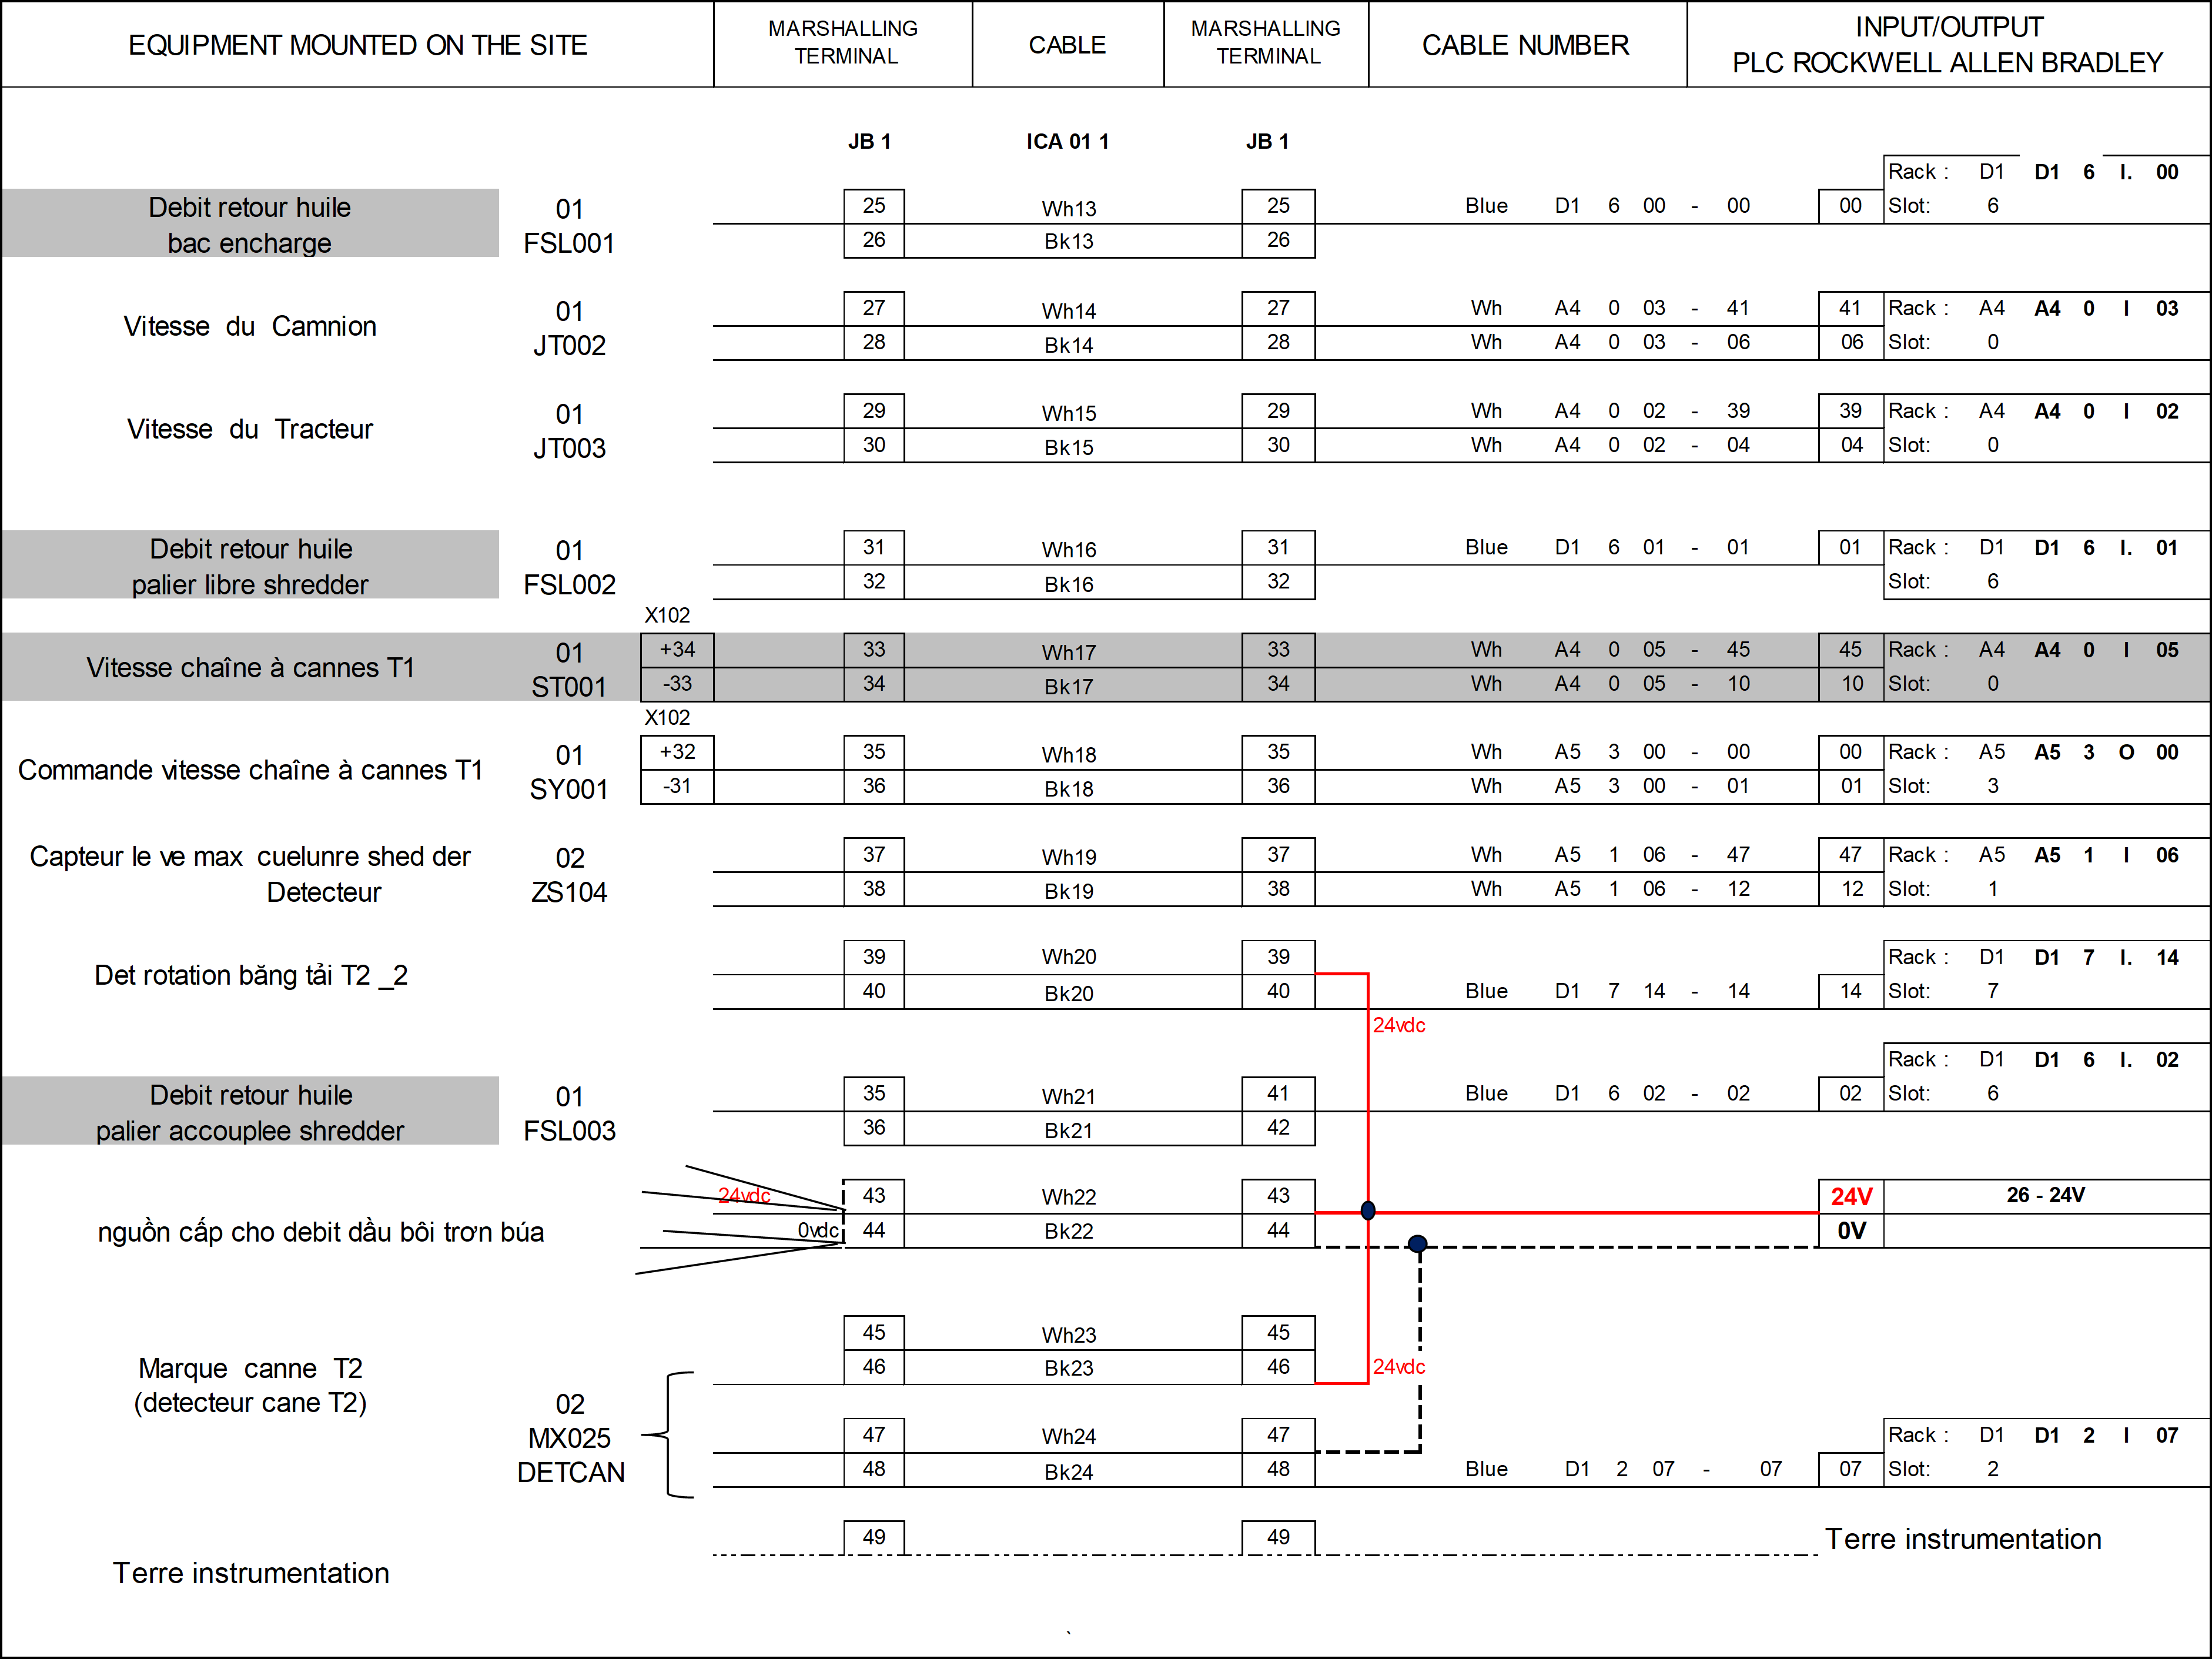 EQUIPMENT MOUNTED ON THE SITE
MARSHALLING
TERMINAL
CABLE
MARSHALLING
TERMINAL
CABLE NUMBER
INPUT/OUTPUT
PLC ROCKWELL ALLEN BRADLEY
JB 1 ICA 01 1 JB 1
Rack : D1 D1 6 I. 00
Debit retour huile 01 25 Wh13 25 Blue D1 6 00 - 00 00 Slot: 6
bac encharge FSL001 26 Bk13 26
Vitesse du Camnion
01 27 Wh14 27 Wh A4 0 03 - 41 41 Rack : A4 A4 0 I 03
JT002 28 Bk14 28 Wh A4 0 03 - 06 06 Slot: 0
Vitesse du Tracteur
01 29 Wh15 29 Wh A4 0 02 - 39 39 Rack : A4 A4 0 I 02
JT003 30 Bk15 30 Wh A4 0 02 - 04 04 Slot: 0
Debit retour huile 01 31 Wh16 31 Blue D1 6 01 - 01 01 Rack : D1 D1 6 I. 01
palier libre shredder FSL002 32 Bk16 32 Slot: 6
X102
Vitesse chaîne à cannes T1
01 +34 33 Wh17 33 Wh A4 0 05 - 45 45 Rack : A4 A4 0 I 05
ST001 -33 34 Bk17 34 Wh A4 0 05 - 10 10 Slot: 0
X102
Commande vitesse chaîne à cannes T1
01 +32 35 Wh18 35 Wh A5 3 00 - 00 00 Rack : A5 A5 3 O 00
SY001 -31 36 Bk18 36 Wh A5 3 00 - 01 01 Slot: 3
Capteur le ve max cuelunre shed der 02 37 Wh19 37 Wh A5 1 06 - 47 47 Rack : A5 A5 1 I 06
Detecteur ZS104 38 Bk19 38 Wh A5 1 06 - 12 12 Slot: 1
Det rotation băng tải T2 _2
39 Wh20 39 Rack : D1 D1 7 I. 14
40 Bk20 40 Blue D1 7 14 - 14 14 Slot: 7
24vdc
Rack : D1 D1 6 I. 02
Debit retour huile 01 35 Wh21 41 Blue D1 6 02 - 02 02 Slot: 6
palier accouplee shredder FSL003 36 Bk21 42
24vdc 43 Wh22 43 24V 26 - 24V
nguồn cấp cho debit dầu bôi trơn búa 0vdc 44 Bk22 44 0V
45 Wh23 45
Marque canne T2 46 Bk23 46 24vdc
(detecteur cane T2)
02
MX025 47 Wh24 47 Rack : D1 D1 2 I 07
DETCAN 48 Bk24 48 Blue D1 2 07 - 07 07 Slot: 2
49 49 Terre instrumentation
Terre instrumentation
`